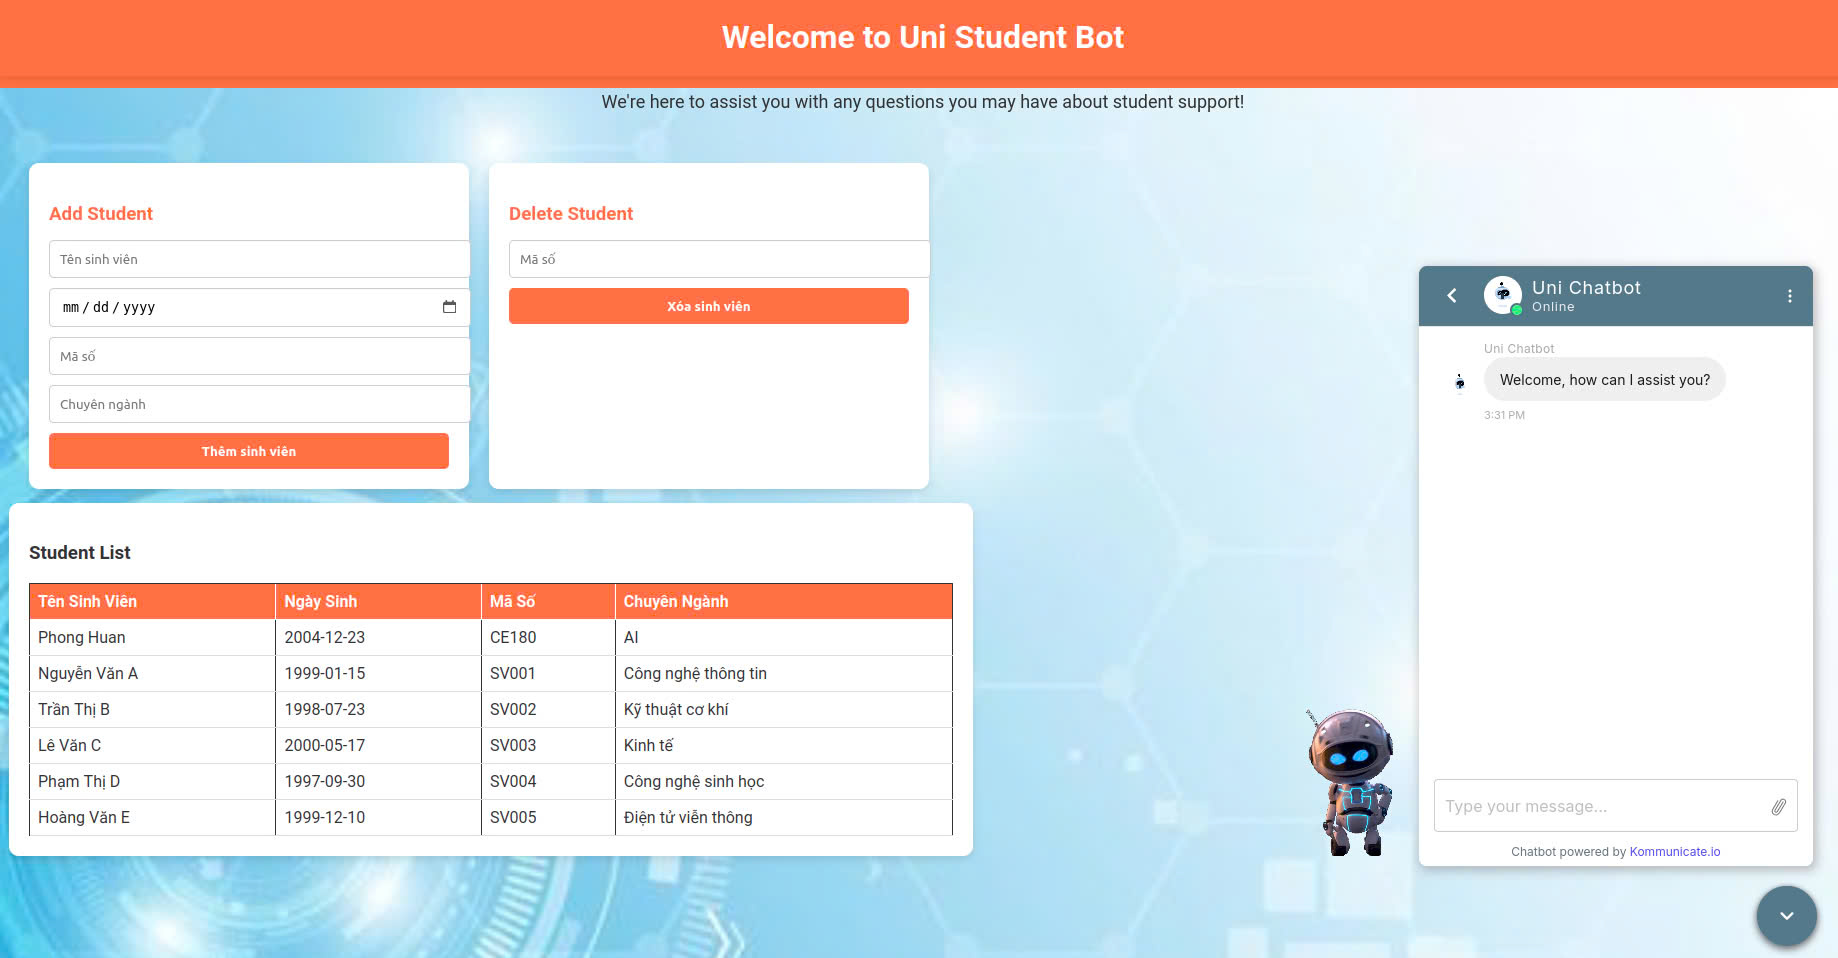 Welcome to Uni Student Bot
We're here to assist you with any questions you may have about student support!
Add Student
Tên sinh viên
mm/dd/yyyy
Mã số
Chuyên ngành
Thêm sinh viên
Delete Student
Mã số
Xóa sinh viên
Student List
Tên Sinh Viên Ngày Sinh Mã Số Chuyên Ngành
Phong Huan 2004-12-23 CE180 AI
Nguyễn Văn A 1999-01-15 SV001 Công nghệ thông tin
Trần Thị B 1998-07-23 SV002 Kỹ thuật cơ khí
Lê Văn C 2000-05-17 SV003 Kinh tế
Phạm Thị D 1997-09-30 SV004 Công nghệ sinh học
Hoàng Văn E 1999-12-10 SV005 Điện tử viễn thông
Uni Chatbot
Online
Uni Chatbot
Welcome, how can I assist you?
3:31 PM
Type your message...
Chatbot powered by Kommunicate.io